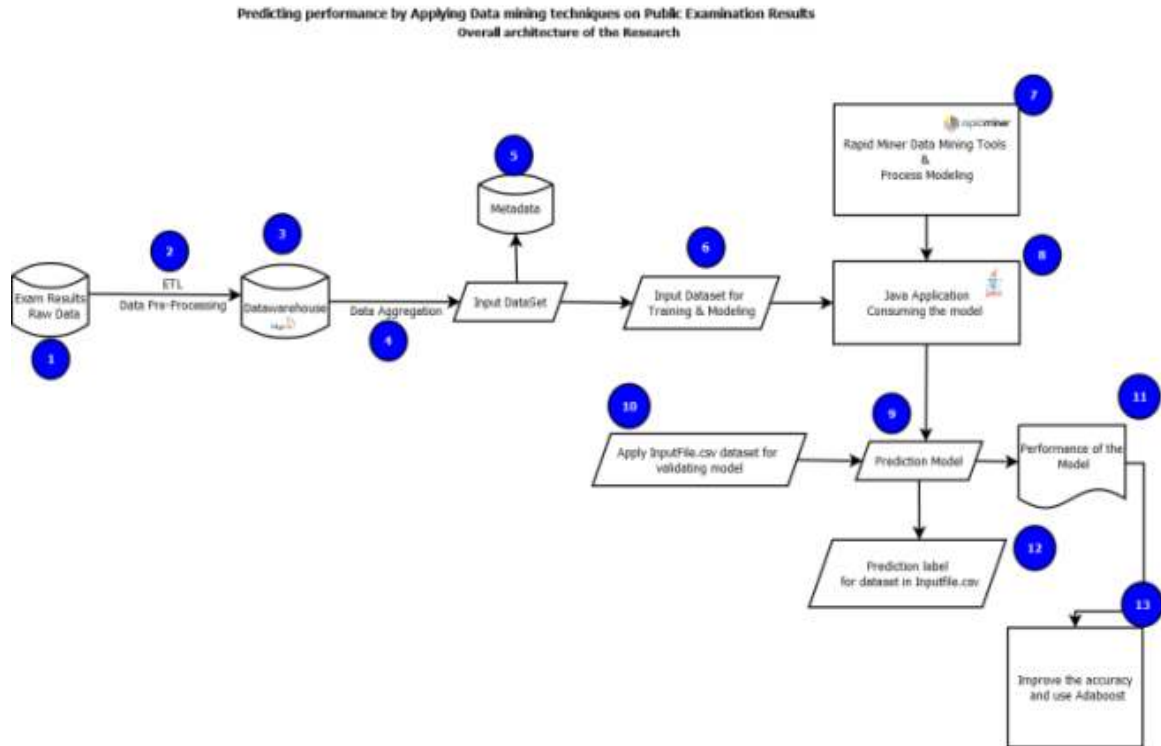 Predicting performance by Applying Data mining techniques on Public Examination Results
Overall architecture of the Research
7
rapidminer
Rapid Miner Data Mining Tools
&
Process Modeling
5
Metadata
2
3
6
8
ETL
Data Pre-Processing
Exam Results
Raw Data
Datawarehouse
Data Aggregation
Input DataSet
Input Dataset for
Training & Modeling
Java Application
Consuming the model
1
4
10
9
11
Apply InputFile.csv dataset for
validating model
Prediction Model
Performance of the
Model
12
Prediction label
for dataset in Inputfile.csv
13
Improve the accuracy
and use Adaboost